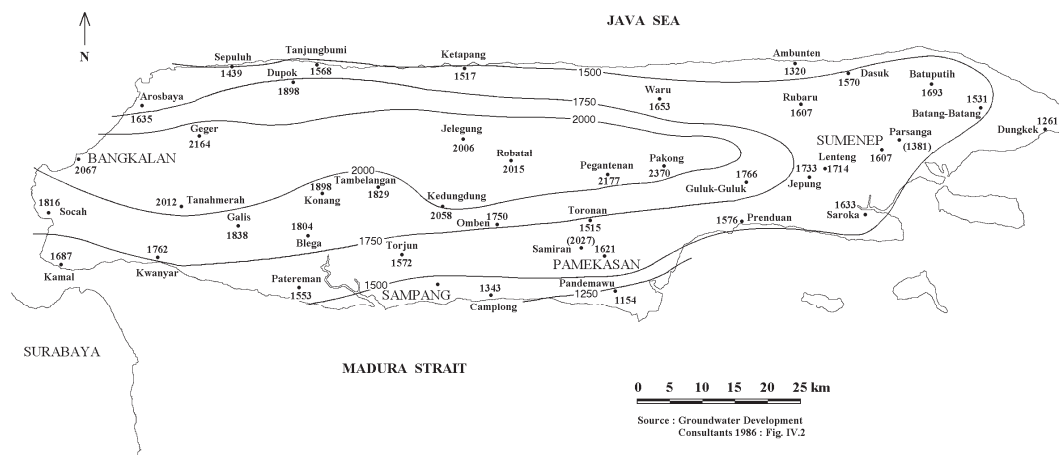 JAVA SEA
N
Sepuluh
1439
Tanjungbumi
1568
Dupok
1898
Ketapang
1517
Ambunten
1320
1500
Dasuk
1570
Batuputih
1693
Arosbaya
1635
1750
Waru
1653
Rubaru
1607
1531
Batang-Batang
2000
Geger
2164
Jelegung
2006
SUMENEP
Parsanga
(1381)
Dungkek
1261
BANGKALAN
2067
Robatal
2015
1607
Lenteng
1714
Pegantenan
2177
Pakong
2370
1766
Guluk-Guluk
1733
Jepung
2000
1898
Konang
Tambelangan
1829
Kedungdung
2058
1816
Socah
2012
Tanahmerah
Galis
1838
1804
Blega
Omben
1750
Toronan
1515
1576
Prenduan
1633
Saroka
1750
(2027)
Samiran
1621
PAMEKASAN
1687
Kamal
1762
Kwanyar
Torjun
1572
Patereman
1553
1500
SAMPANG
1343
Camplong
Pandemawu
1154
1250
SURABAYA
MADURA STRAIT
0 5 10 15 20 25 km
Source : Groundwater Development
Consultants 1986 : Fig. IV.2